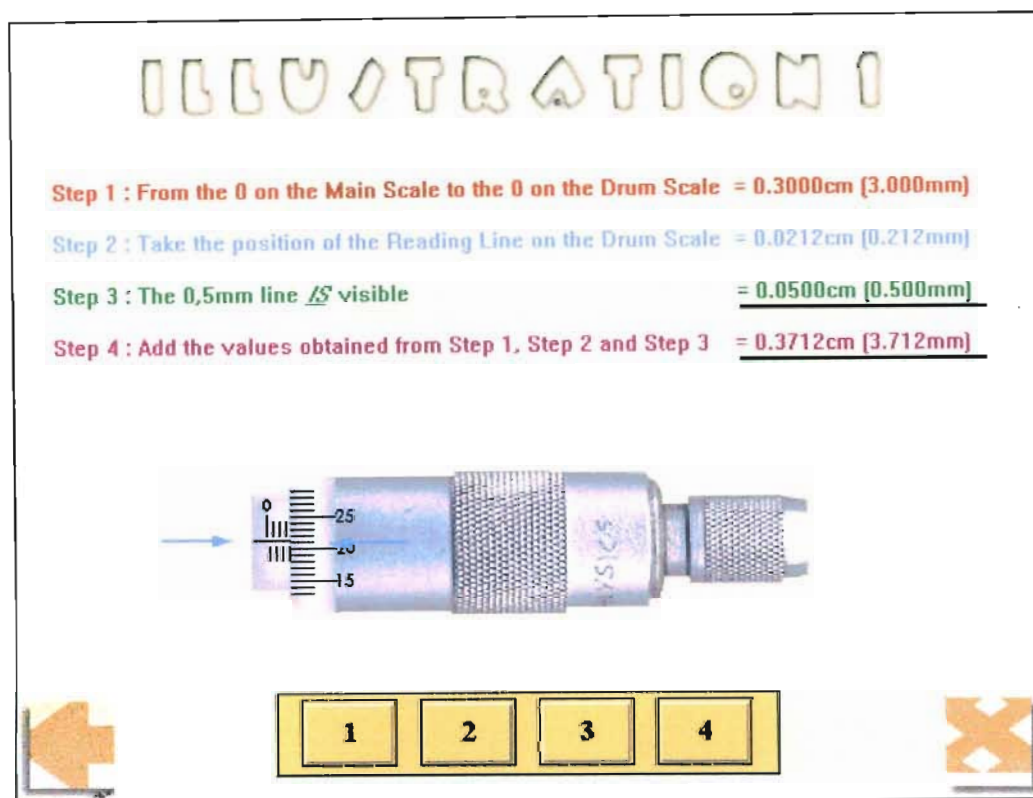 ILLUSTRATION 1
Step 1 : From the 0 on the Main Scale to the 0 on the Drum Scale = 0.3000cm (3.000mm)
Step 2 : Take the position of the Reading Line on the Drum Scale = 0.0212cm (0.212mm)
Step 3 : The 0,5mm line IS visible = 0.0500cm (0.500mm)
Step 4 : Add the values obtained from Step 1, Step 2 and Step 3 = 0.3712cm (3.712mm)
0
25
20
15
HYSICS
1 2 3 4